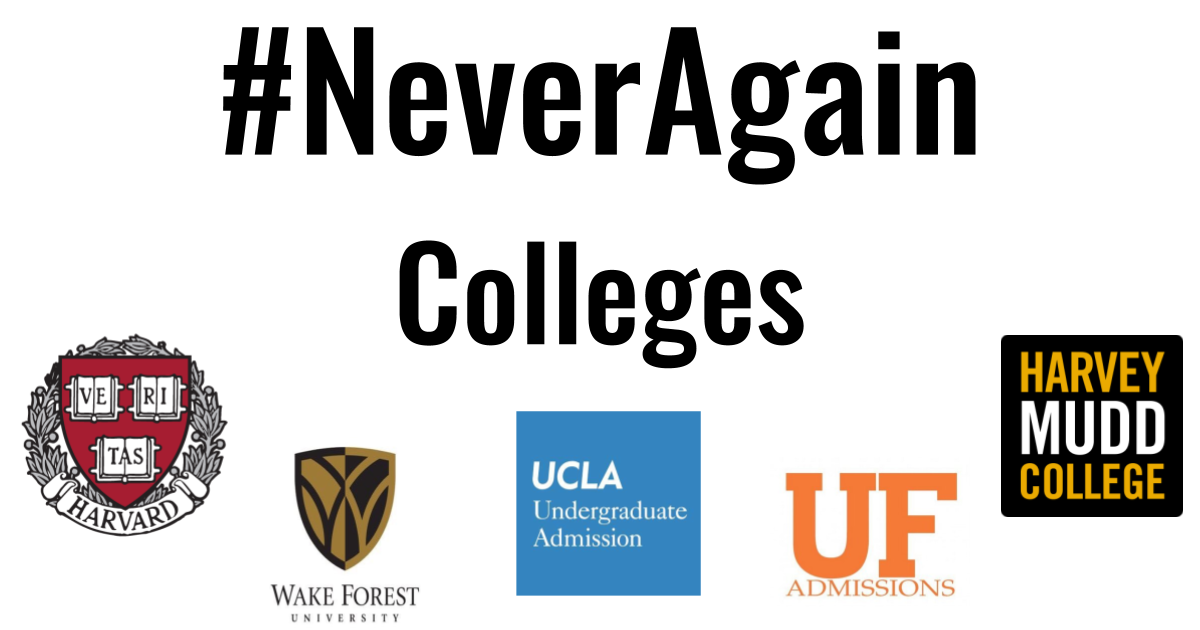 #NeverAgain
Colleges
VE RI
TAS
HARVARD
WAKE FOREST
UNIVERSITY
UCLA
Undergraduate
Admission
UF
ADMISSIONS
HARVEY
MUDD
COLLEGE